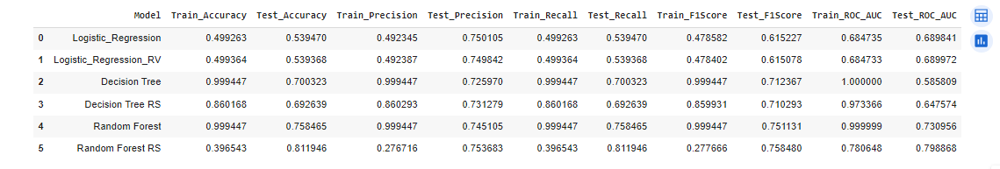 Model Train_Accuracy Test_Accuracy Train_Precision Test_Precision Train_Recall Test_Recall Train_F1Score Test_F1Score Train_ROC_AUC Test_ROC_AUC
0 Logistic_Regression 0.499263 0.539470 0.492345 0.750105 0.499263 0.539470 0.478582 0.615227 0.684735 0.689841
1 Logistic_Regression_RV 0.499364 0.539368 0.492387 0.749842 0.499364 0.539368 0.478402 0.615078 0.684733 0.689972
2 Decision Tree 0.999447 0.700323 0.999447 0.725970 0.999447 0.700323 0.999447 0.712367 1.000000 0.585809
3 Decision Tree RS 0.860168 0.692639 0.860293 0.731279 0.860168 0.692639 0.859931 0.710293 0.973366 0.647574
4 Random Forest 0.999447 0.758465 0.999447 0.745105 0.999447 0.758465 0.999447 0.751131 0.999999 0.730956
5 Random Forest RS 0.396543 0.811946 0.276716 0.753683 0.396543 0.811946 0.277666 0.758480 0.780648 0.798868